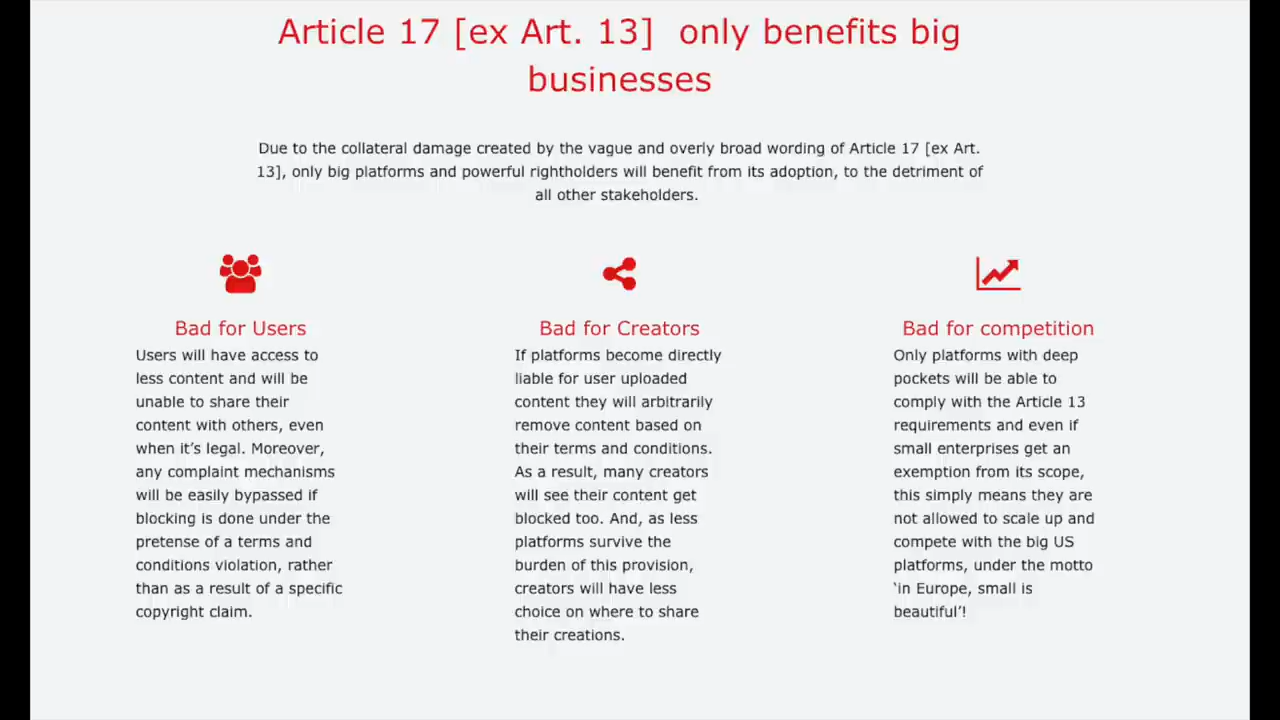 Article 17 [ex Art. 13] only benefits big
businesses
Due to the collateral damage created by the vague and overly broad wording of Article 17 [ex Art.
13], only big platforms and powerful rightholders will benefit from its adoption, to the detriment of
all other stakeholders.
Bad for Users
Users will have access to
less content and will be
unable to share their
content with others, even
when it’s legal. Moreover,
any complaint mechanisms
will be easily bypassed if
blocking is done under the
pretense of a terms and
conditions violation, rather
than as a result of a specific
copyright claim.
Bad for Creators
If platforms become directly
liable for user uploaded
content they will arbitrarily
remove content based on
their terms and conditions.
As a result, many creators
will see their content get
blocked too. And, as less
platforms survive the
burden of this provision,
creators will have less
choice on where to share
their creations.
Bad for competition
Only platforms with deep
pockets will be able to
comply with the Article 13
requirements and even if
small enterprises get an
exemption from its scope,
this simply means they are
not allowed to scale up and
compete with the big US
platforms, under the motto
‘in Europe, small is
beautiful’!